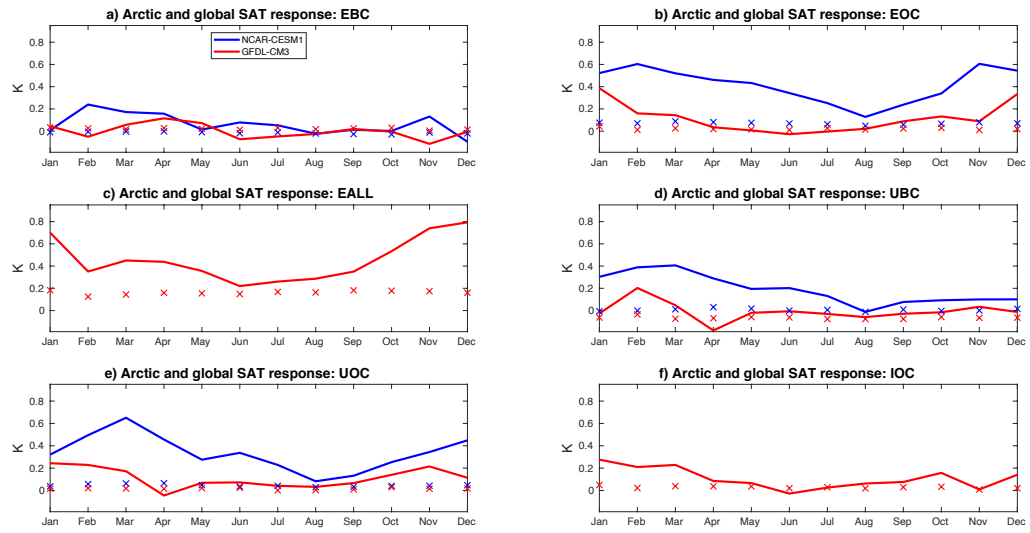 a) Arctic and global SAT response: EBC
NCAR-CESM1
GFDL-CM3
K
0.8
0.6
0.4
0.2
0
Jan Feb Mar Apr May Jun Jul Aug Sep Oct Nov Dec
b) Arctic and global SAT response: EOC
K
0.8
0.6
0.4
0.2
0
Jan Feb Mar Apr May Jun Jul Aug Sep Oct Nov Dec
c) Arctic and global SAT response: EALL
K
0.8
0.6
0.4
0.2
0
Jan Feb Mar Apr May Jun Jul Aug Sep Oct Nov Dec
d) Arctic and global SAT response: UBC
K
0.8
0.6
0.4
0.2
0
Jan Feb Mar Apr May Jun Jul Aug Sep Oct Nov Dec
e) Arctic and global SAT response: UOC
K
0.8
0.6
0.4
0.2
0
Jan Feb Mar Apr May Jun Jul Aug Sep Oct Nov Dec
f) Arctic and global SAT response: IOC
K
0.8
0.6
0.4
0.2
0
Jan Feb Mar Apr May Jun Jul Aug Sep Oct Nov Dec